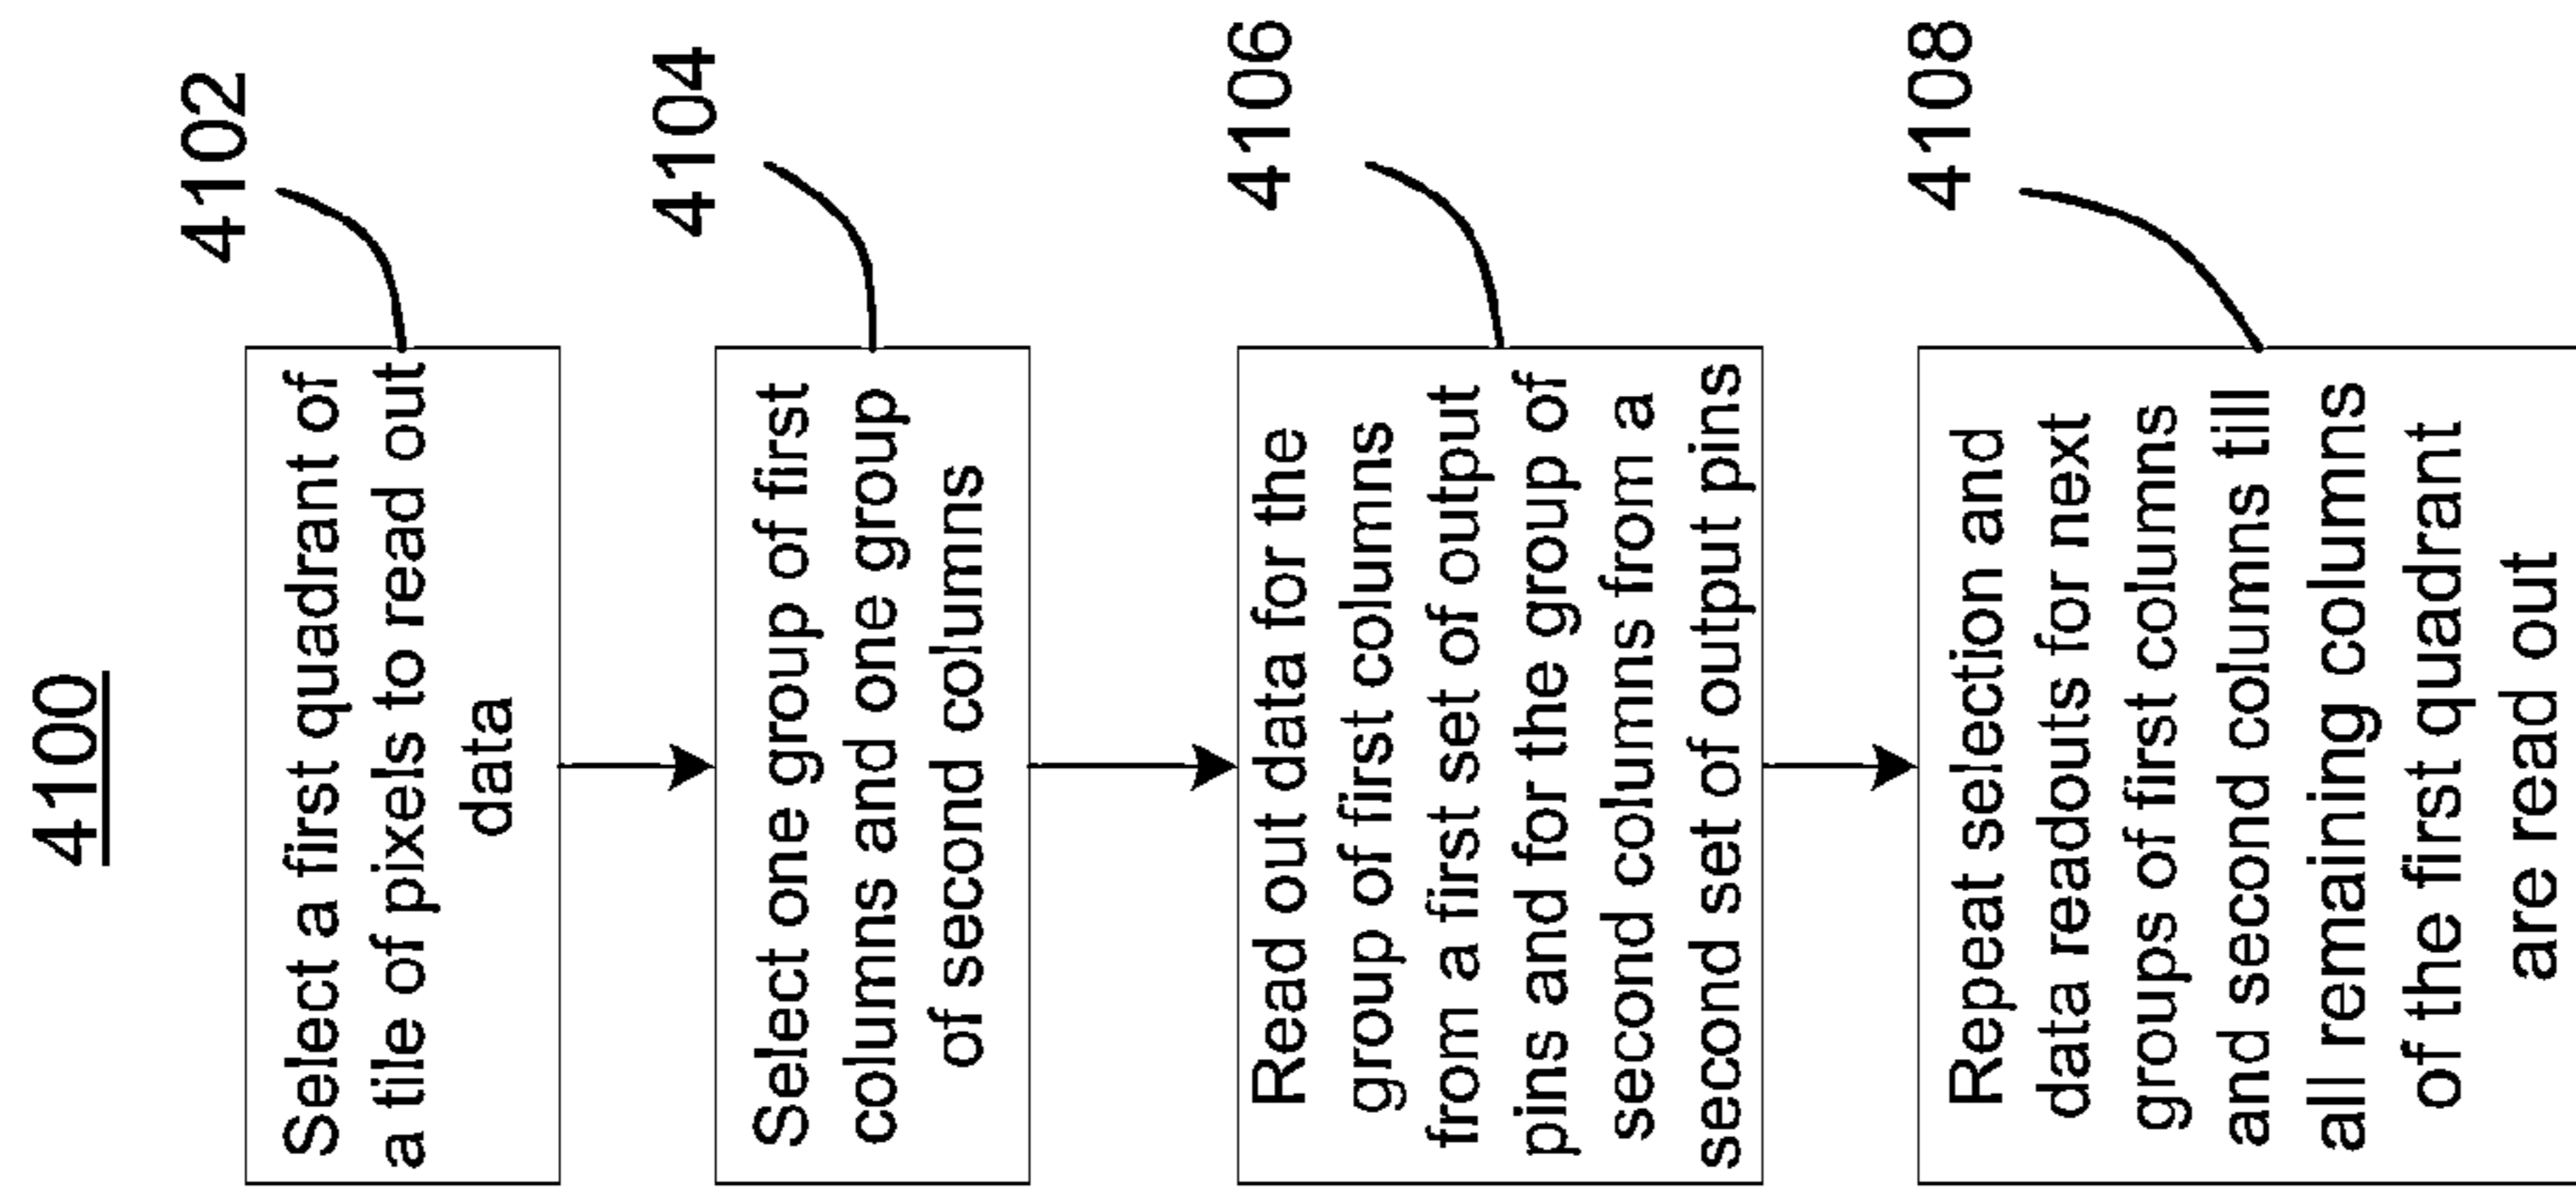 4100
Select a first quadrant of
a tile of pixels to read out
data
4102
Select one group of first
columns and one group
of second columns
4104
Read out data for the
group of first columns
from a first set of output
pins and for the group of
second columns from a
second set of output pins
4106
Repeat selection and
data readouts for next
groups of first columns
and second columns till
all remaining columns
of the first quadrant
are read out
4108